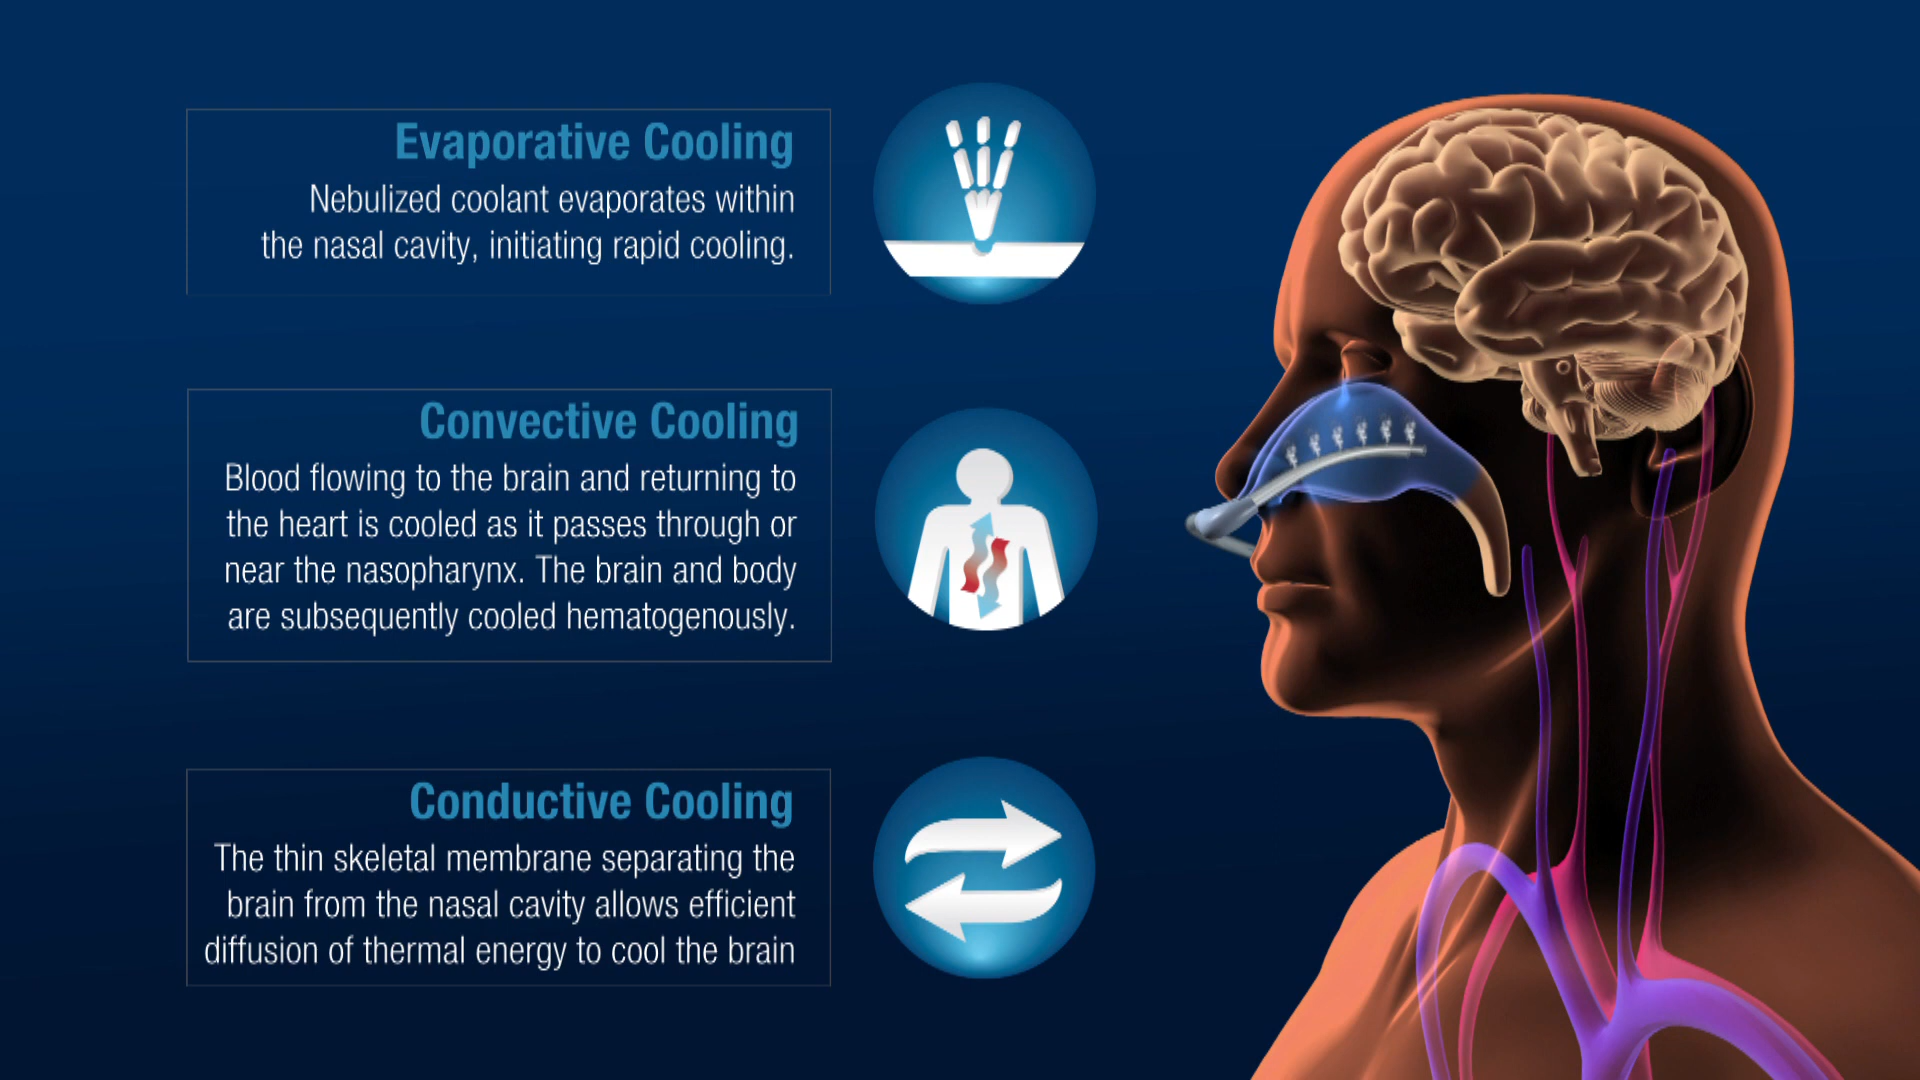 Evaporative Cooling
Nebulized coolant evaporates within
the nasal cavity, initiating rapid cooling.
Convective Cooling
Blood flowing to the brain and returning to
the heart is cooled as it passes through or
near the nasopharynx. The brain and body
are subsequently cooled hematogenously.
Conductive Cooling
The thin skeletal membrane separating the
brain from the nasal cavity allows efficient
diffusion of thermal energy to cool the brain